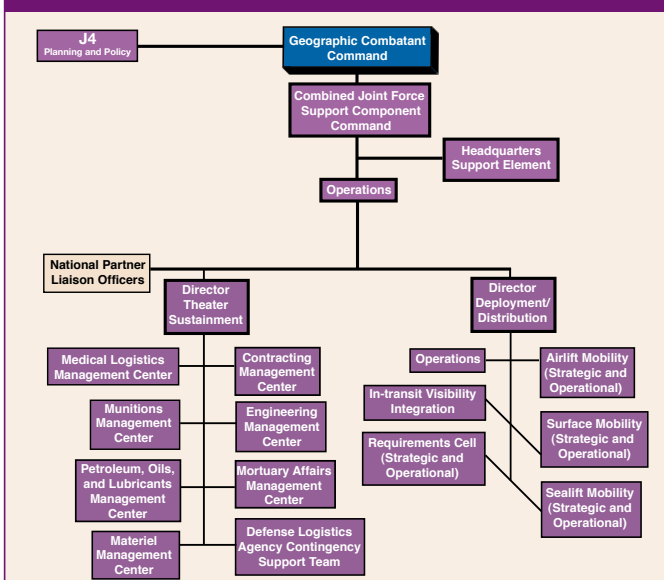 J4
Planning and Policy
Geographic Combatant
Command
Combined Joint Force
Support Component
Command
Headquarters
Support Element
Operations
National Partner
Liaison Officers
Director
Theater
Sustainment
Director
Deployment/
Distribution
Medical Logistics
Management Center
Contracting
Management
Center
Munitions
Management
Center
Engineering
Management
Center
Petroleum, Oils,
and Lubricants
Management
Center
Mortuary Affairs
Management
Center
Materiel
Management
Center
Defense Logistics
Agency Contingency
Support Team
Operations
Airlift Mobility
(Strategic and
Operational)
In-transit Visibility
Integration
Surface Mobility
(Strategic and
Operational)
Requirements Cell
(Strategic and
Operational)
Sealift Mobility
(Strategic and
Operational)